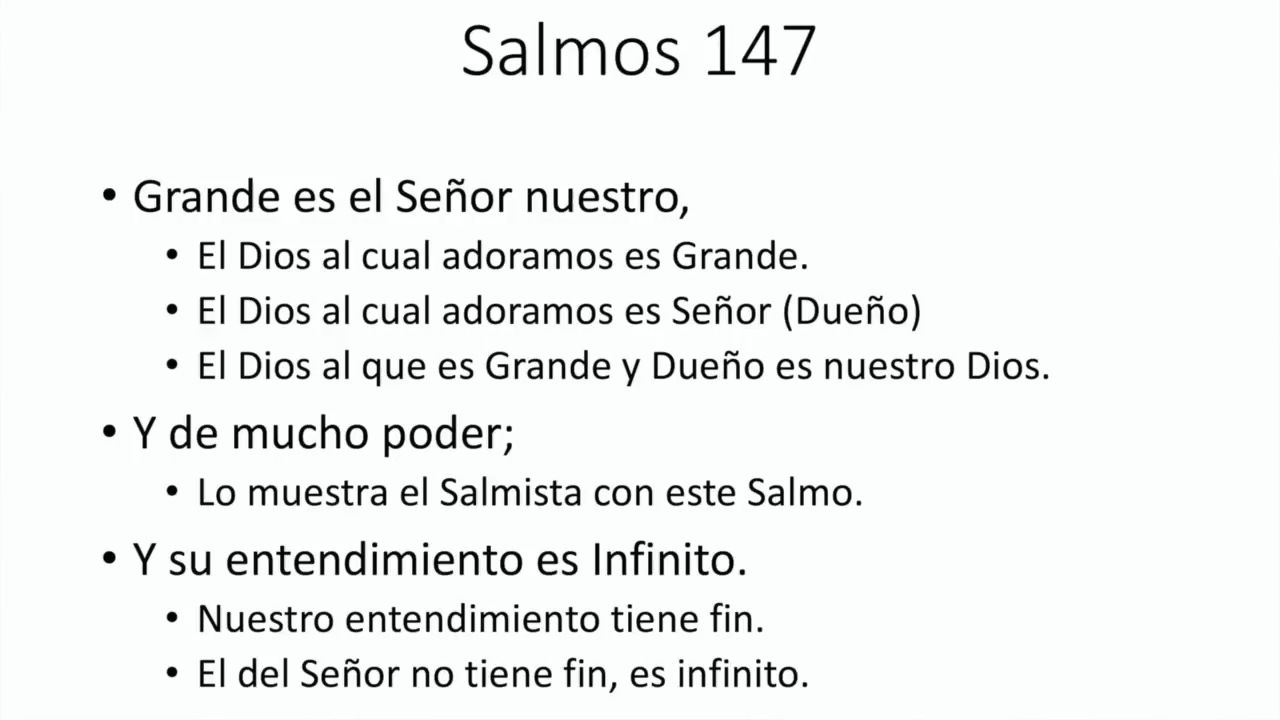 Salmos 147
• Grande es el Señor nuestro,
• El Dios al cual adoramos es Grande.
• El Dios al cual adoramos es Señor (Dueño)
• El Dios al que es Grande y Dueño es nuestro Dios.
• Y de mucho poder;
• Lo muestra el Salmista con este Salmo.
• Y su entendimiento es Infinito.
• Nuestro entendimiento tiene fin.
• El del Señor no tiene fin, es infinito.